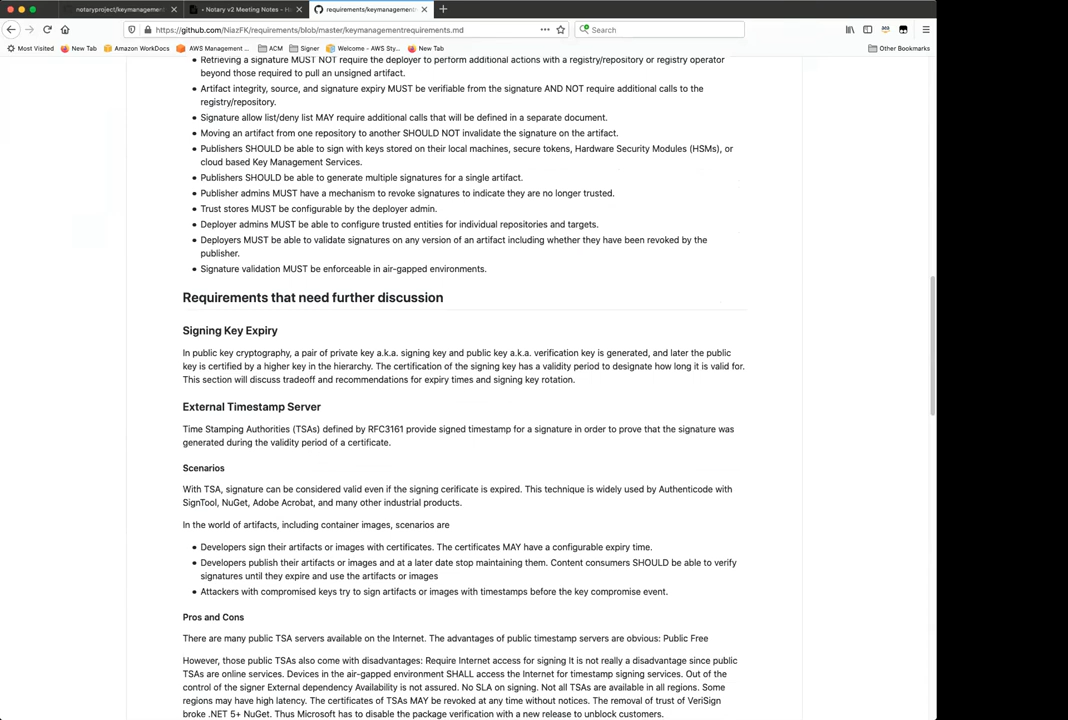 notaryproject/keymanagement
Notary v2 Meeting Notes - Ha
requirements/keymanagement
https://github.com/NiazFK/requirements/blob/master/keymanagementrequirements.md
Search
Most Visited
New Tab
Amazon WorkDocs
AWS Management ...
ACM
Signer
Welcome - AWS Sty...
New Tab
Other Bookmarks
Retrieving a signature MUST NOT require the deployer to perform additional actions with a registry/repository or registry operator
beyond those required to pull an unsigned artifact.
Artifact integrity, source, and signature expiry MUST be verifiable from the signature AND NOT require additional calls to the
registry/repository.
Signature allow list/deny list MAY require additional calls that will be defined in a separate document.
Moving an artifact from one repository to another SHOULD NOT invalidate the signature on the artifact.
Publishers SHOULD be able to sign with keys stored on their local machines, secure tokens, Hardware Security Modules (HSMs), or
cloud based Key Management Services.
Publishers SHOULD be able to generate multiple signatures for a single artifact.
Publisher admins MUST have a mechanism to revoke signatures to indicate they are no longer trusted.
Trust stores MUST be configurable by the deployer admin.
Deployer admins MUST be able to configure trusted entities for individual repositories and targets.
Deployers MUST be able to validate signatures on any version of an artifact including whether they have been revoked by the
publisher.
Signature validation MUST be enforceable in air-gapped environments.
Requirements that need further discussion
Signing Key Expiry
In public key cryptography, a pair of private key a.k.a. signing key and public key a.k.a. verification key is generated, and later the public
key is certified by a higher key in the hierarchy. The certification of the signing key has a validity period to designate how long it is valid for.
This section will discuss tradeoff and recommendations for expiry times and signing key rotation.
External Timestamp Server
Time Stamping Authorities (TSAs) defined by RFC3161 provide signed timestamp for a signature in order to prove that the signature was
generated during the validity period of a certificate.
Scenarios
With TSA, signature can be considered valid even if the signing cerificate is expired. This technique is widely used by Authenticode with
SignTool, NuGet, Adobe Acrobat, and many other industrial products.
In the world of artifacts, including container images, scenarios are
Developers sign their artifacts or images with certificates. The certificates MAY have a configurable expiry time.
Developers publish their artifacts or images and at a later date stop maintaining them. Content consumers SHOULD be able to verify
signatures until they expire and use the artifacts or images
Attackers with compromised keys try to sign artifacts or images with timestamps before the key compromise event.
Pros and Cons
There are many public TSA servers available on the Internet. The advantages of public timestamp servers are obvious: Public Free
However, those public TSAs also come with disadvantages: Require Internet access for signing It is not really a disadvantage since public
TSAs are online services. Devices in the air-gapped environment SHALL access the Internet for timestamp signing services. Out of the
control of the signer External dependency Availability is not assured. No SLA on signing. Not all TSAs are available in all regions. Some
regions may have high latency. The certificates of TSAs MAY be revoked at any time without notices. The removal of trust of VeriSign
broke .NET 5+ NuGet. Thus Microsoft has to disable the package verification with a new release to unblock customers.